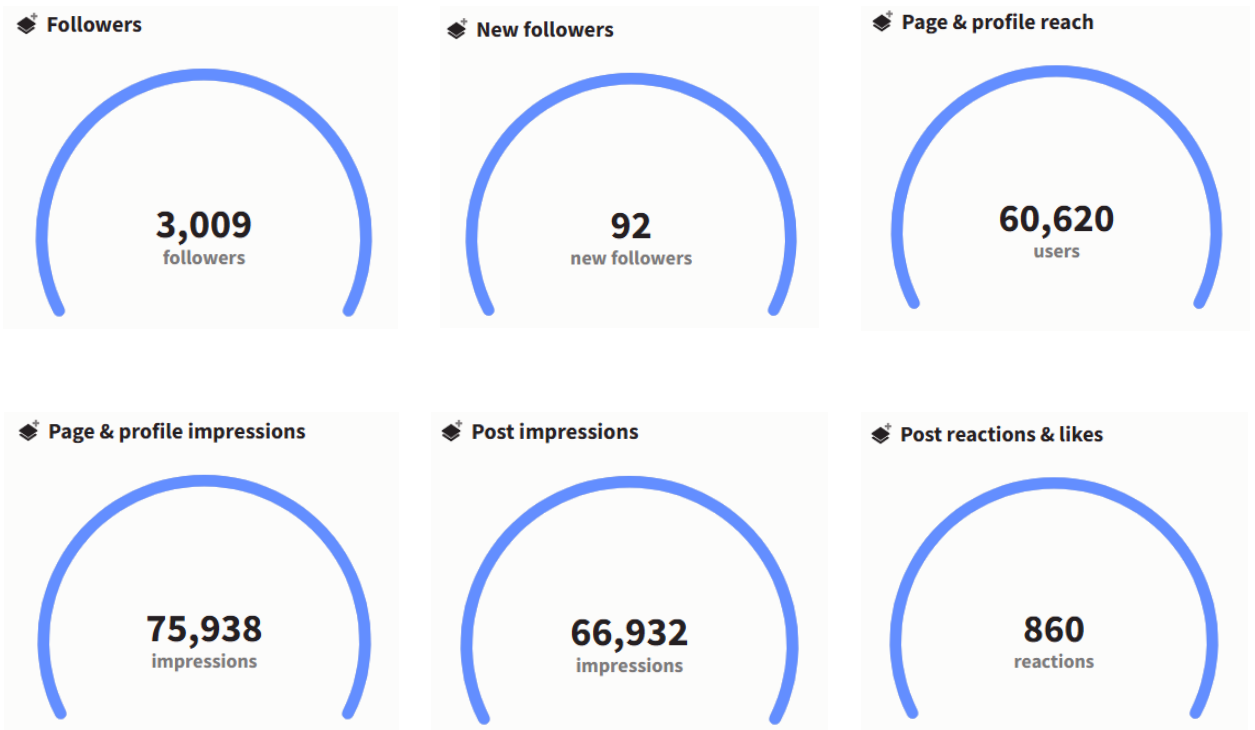 Followers
3,009
followers
New followers
92
new followers
Page & profile reach
60,620
users
Page & profile impressions
75,938
impressions
Post impressions
66,932
impressions
Post reactions & likes
860
reactions